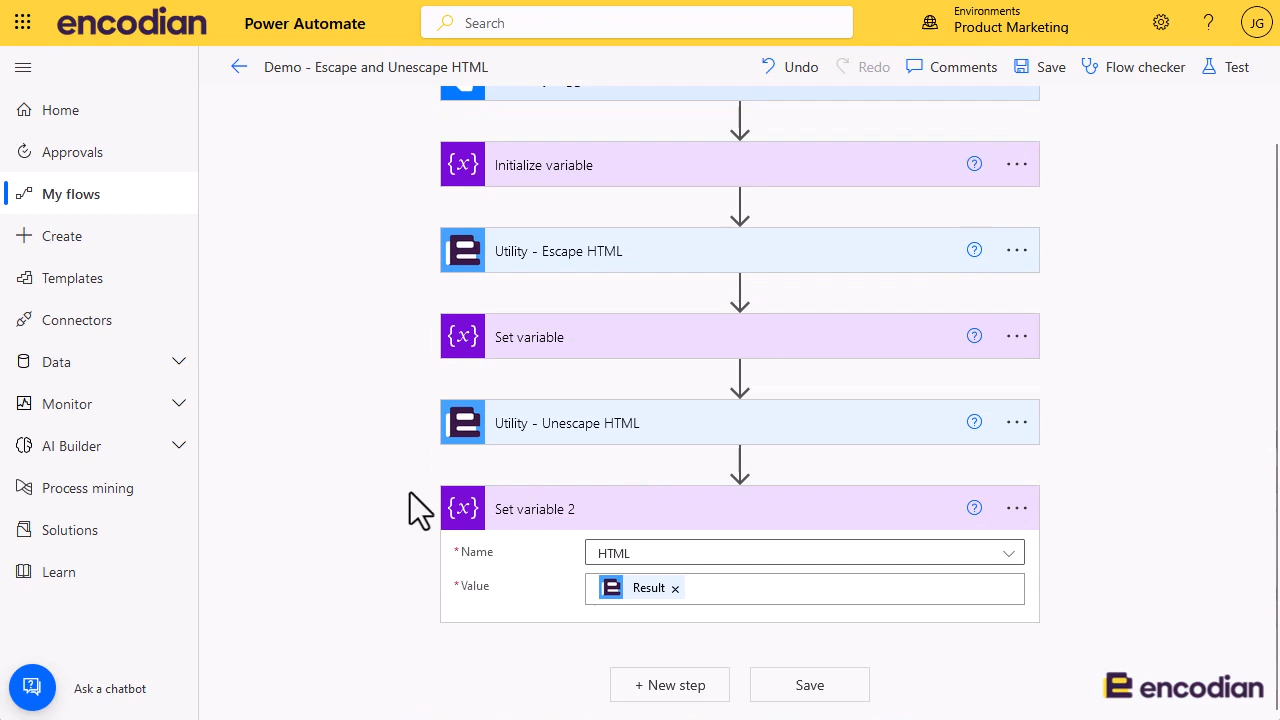 encodian
Power Automate
Search
Environments
Product Marketing
?
JG
Demo - Escape and Unescape HTML
Undo
Redo
Comments
Save
Flow checker
Test
Home
Approvals
My flows
Create
Templates
Connectors
Data
Monitor
AI Builder
Process mining
Solutions
Learn
Ask a chatbot
{x} Initialize variable ? ...
Utility - Escape HTML ? ...
{x} Set variable ? ...
Utility - Unescape HTML ? ...
{x} Set variable 2 ? ...
* Name HTML
* Value Result ×
+ New step
Save
encodian